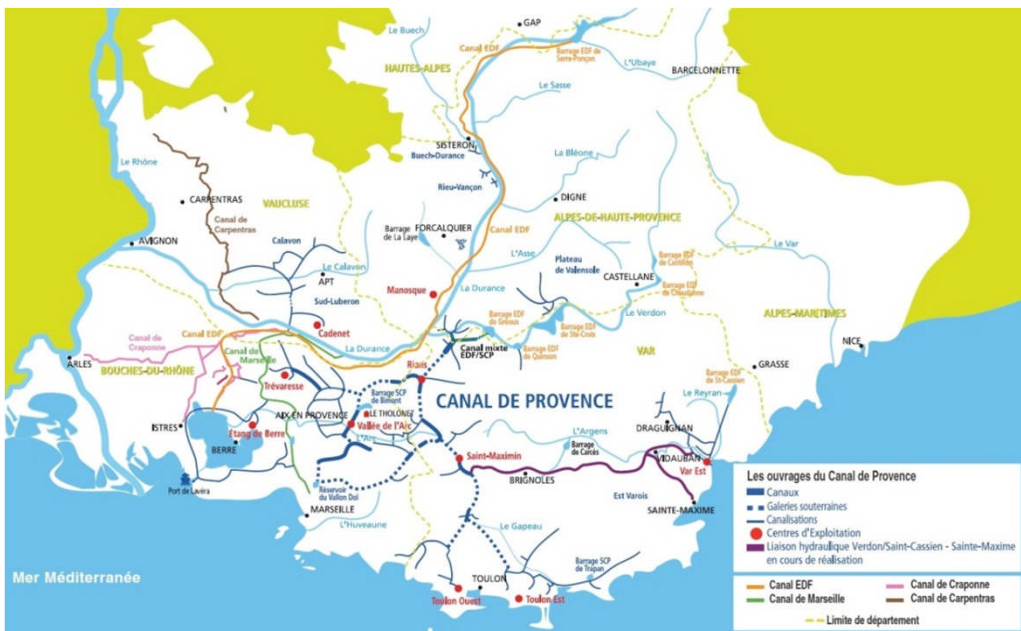 GAP
Le Buech
Canal EDF
Barrage EDF de
Serre-Ponçon
HAUTES-ALPES
L'Ubaye
BARCELONNETTE
Le Sasse
SISTERON
Buech-Durance
La Bléone
Le Rhône
Rieu-Vançon
CARPENTRAS
VAUCLUSE
DIGNE
ALPES-DE-HAUTE-PROVENCE
Canal de
Carpentras
Barrage
de La Laye
FORCALQUIER
Canal EDF
AVIGNON
Calavon
Le Var
L'Asse
Plateau
de Valensole
Barrage EDF
de Castillon
Le Calavon
APT
CASTELLANE
Manosque
La Durance
Barrage EDF
de Chaudanne
Sud-Luberon
Le Verdon
Barrage EDF
de Gréoux
ALPES-MARITIMES
Canal EDF
Cadenet
Barrage EDF
de Ste-Croix
Canal de
Craponne
La Durance
Canal mixte
EDF/SCP
Barrage EDF
de Quinson
VAR
NICE
ARLES
Canal de
Marseille
BOUCHES-DU-RHÔNE
Rians
GRASSE
Trévaresse
Barrage SCP
de Bimont
Barrage EDF
de St-Cassien
CANAL DE PROVENCE
Le Reyran
AIX EN PROVENCE
LE THOLONET
Vallée de l'Arc
ISTRES
Étang de Berre
L'Arc
L'Argens
DRAGUIGNAN
BERRE
Barrage
de Carcès
Saint-Maximin
VIDAUBAN
Var Est
BRIGNOLES
Port de Lavéra
Réservoir
du Vallon Dol
Est Varois
SAINTE-MAXIME
MARSEILLE
L'Huveaune
Le Gapeau
Barrage SCP
de Trapan
Mer Méditerranée
TOULON
Toulon Ouest
Toulon Est
Les ouvrages du Canal de Provence
Canaux
Galeries souterraines
Canalisations
Centres d'Exploitation
Liaison hydraulique Verdon/Saint-Cassien - Sainte-Maxime
en cours de réalisation
Canal EDF
Canal de Craponne
Canal de Marseille
Canal de Carpentras
Limite de département